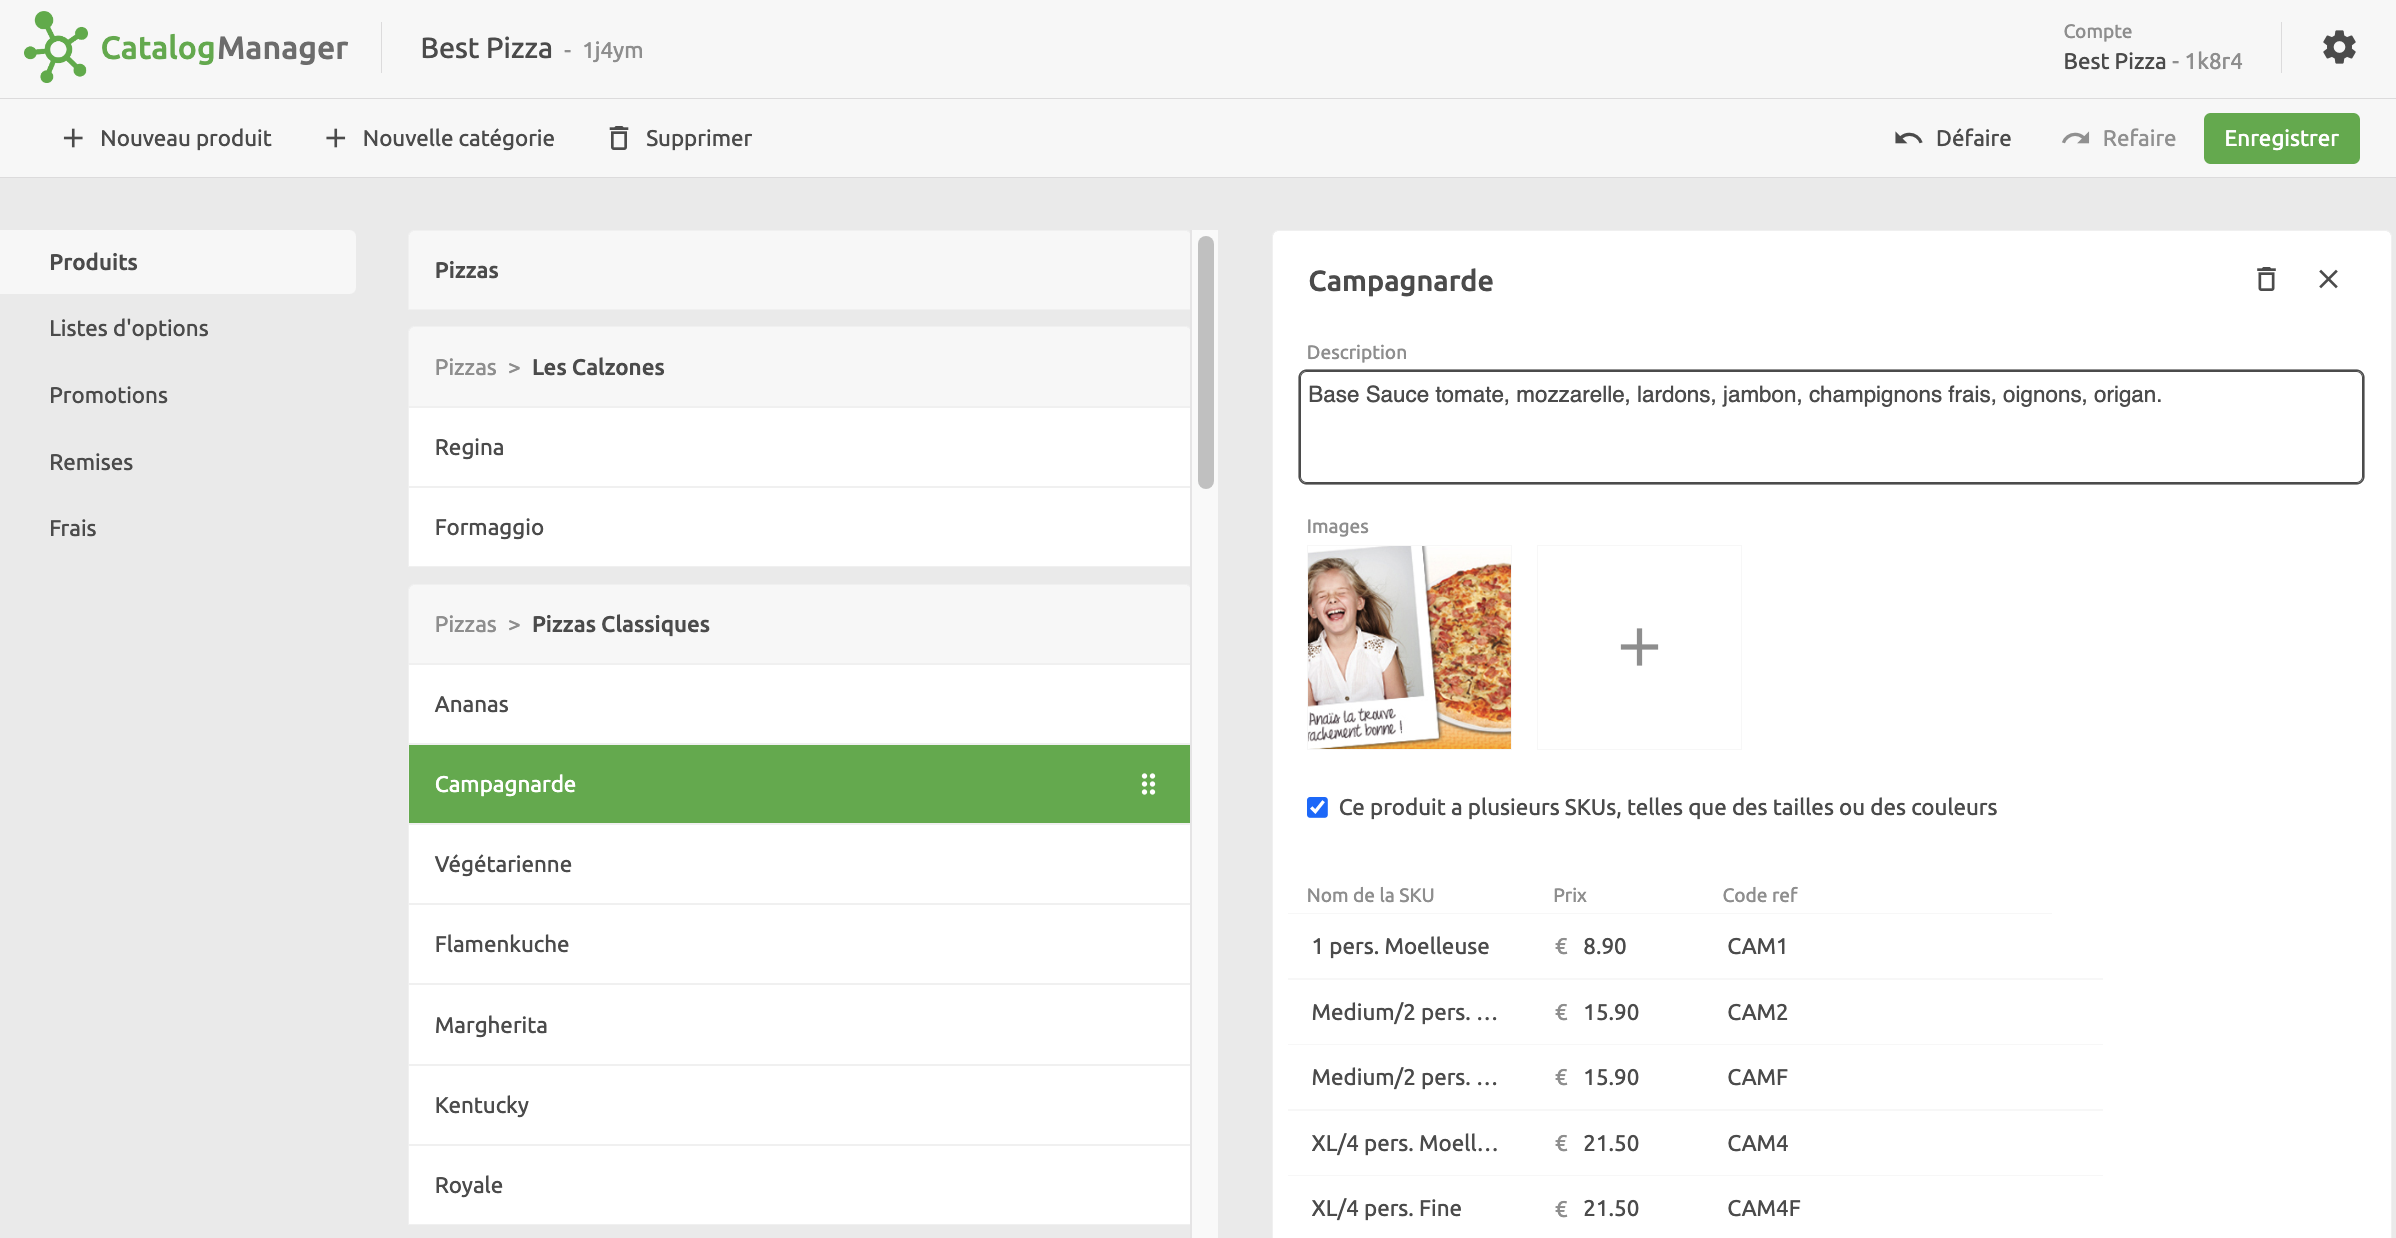 CatalogManager
Best Pizza - 1j4ym
Compte
Best Pizza - 1k8r4
Nouveau produit
Nouvelle catégorie
Supprimer
Défaire
Refaire
Enregistrer
Produits
Listes d'options
Promotions
Remises
Frais
Pizzas
Pizzas > Les Calzones
Regina
Formaggio
Pizzas > Pizzas Classiques
Ananas
Campagnarde
Végétarienne
Flamenkuche
Margherita
Kentucky
Royale
Campagnarde
Description
Base Sauce tomate, mozzarelle, lardons, jambon, champignons frais, oignons, origan.
Images
Anaïs la trouve
rachement bonne !
Ce produit a plusieurs SKUs, telles que des tailles ou des couleurs
Nom de la SKU Prix Code ref
1 pers. Moelleuse € 8.90 CAM1
Medium/2 pers. ... € 15.90 CAM2
Medium/2 pers. ... € 15.90 CAMF
XL/4 pers. Moell... € 21.50 CAM4
XL/4 pers. Fine € 21.50 CAM4F